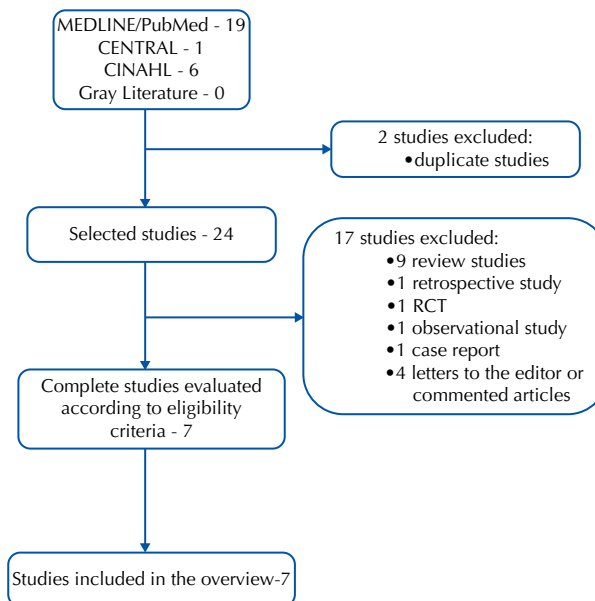 MEDLINE/PubMed - 19
CENTRAL - 1
CINAHL - 6
Gray Literature - 0
2 studies excluded:
•duplicate studies
Selected studies - 24
17 studies excluded:
•9 review studies
•1 retrospective study
•1 RCT
•1 observational study
•1 case report
•4 letters to the editor or
commented articles
Complete studies evaluated
according to eligibility
criteria - 7
Studies included in the overview-7